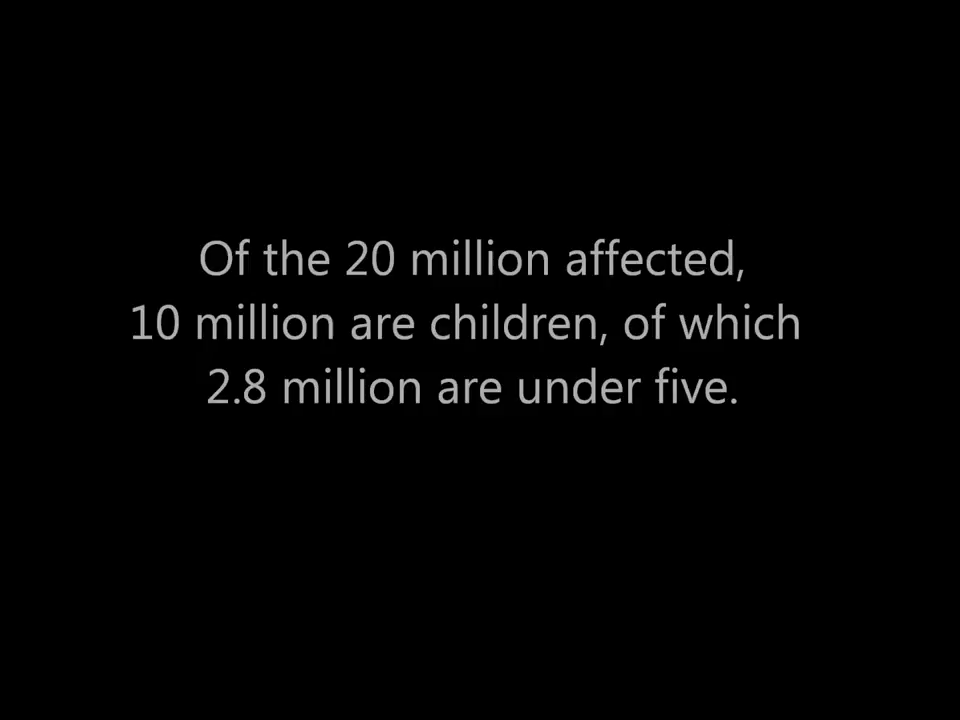 Of the 20 million affected,
10 million are children, of which
2.8 million are under five.